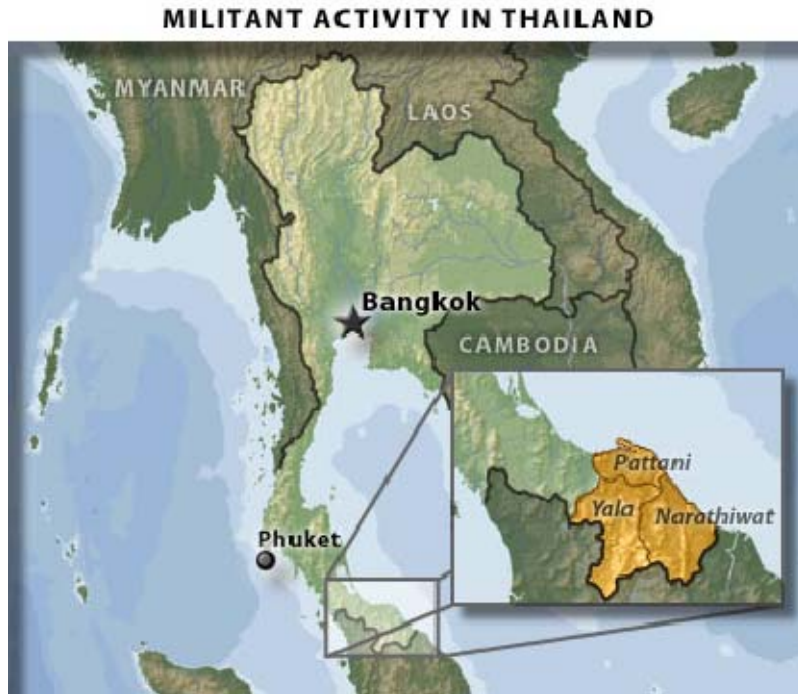 MILITANT ACTIVITY IN THAILAND
MYANMAR
LAOS
Bangkok
CAMBODIA
Pattani
Yala
Narathiwat
Phuket